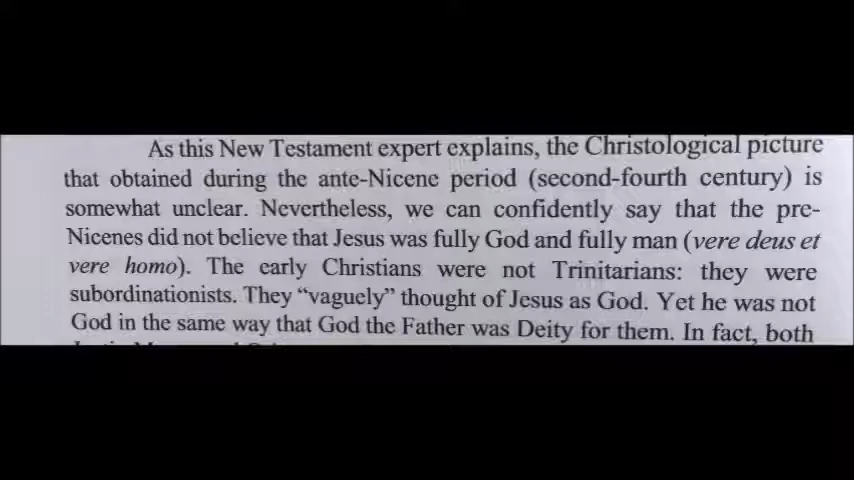 As this New Testament expert explains, the Christological picture
that obtained during the ante-Nicene period (second-fourth century) is
somewhat unclear. Nevertheless, we can confidently say that the pre-
Nicenes did not believe that Jesus was fully God and fully man (vere deus et
vere homo). The early Christians were not Trinitarians: they were
subordinationists. They “vaguely” thought of Jesus as God. Yet he was not
God in the same way that God the Father was Deity for them. In fact, both